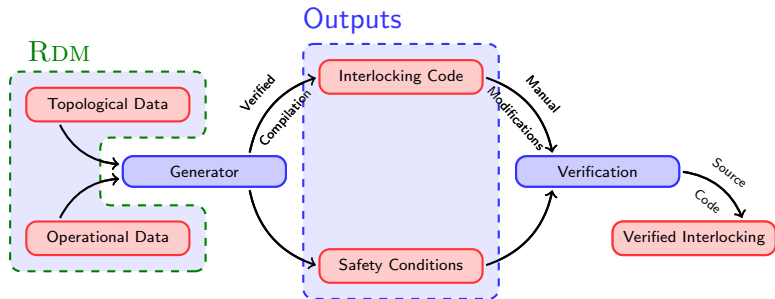 Outputs
RDM
Topological Data
Operational Data
Generator
Verified
Compilation
Interlocking Code
Safety Conditions
Manual
Modifications
Verification
Source
Code
Verified Interlocking